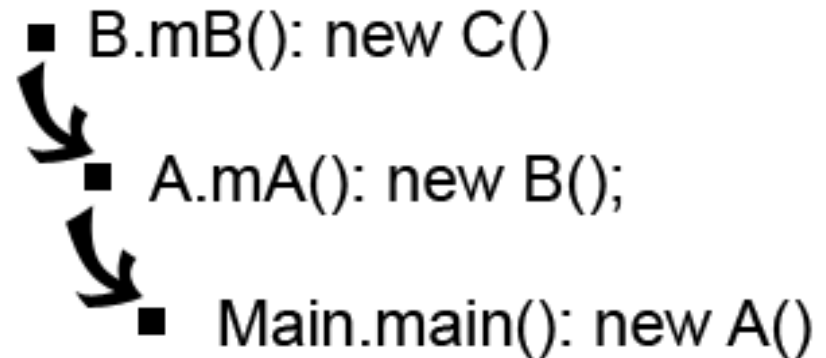 B.mB(): new C()
A.mA(): new B();
Main.main(): new A()